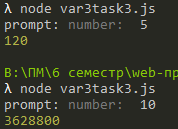 λ node var3task3.js
prompt: number: 5
120
B:\ПМ\6 семестр\web-пр
λ node var3task3.js
prompt: number: 10
3628800